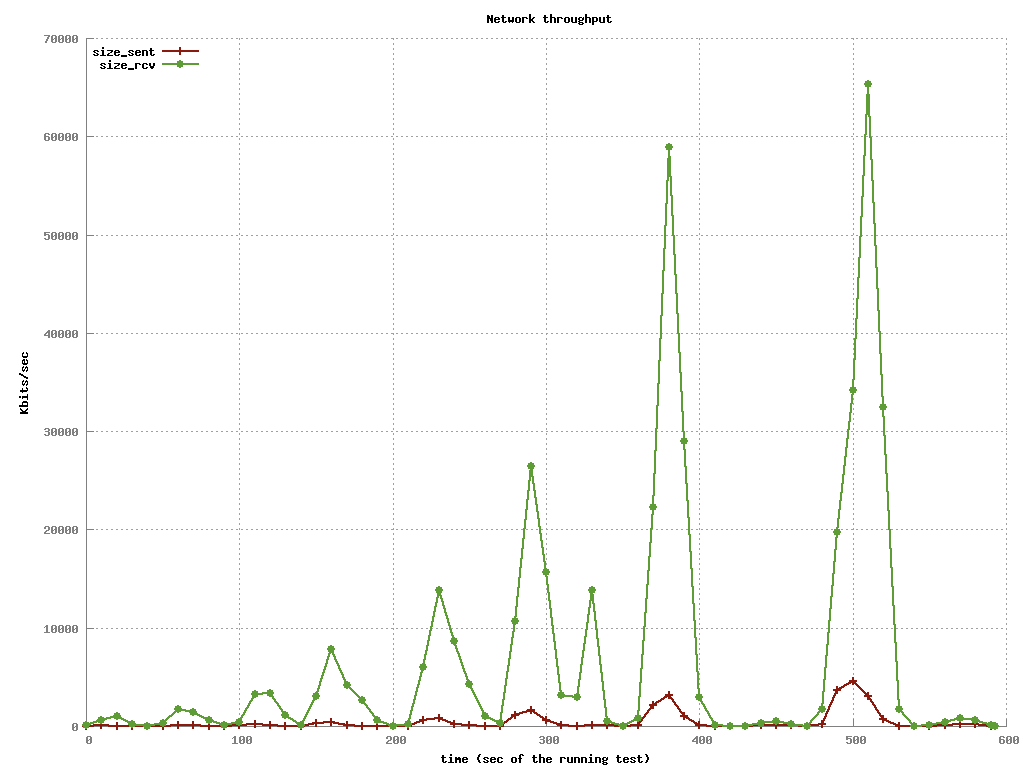 Network throughput
70000
size_sent
size_rcv
60000
50000
40000
Kbits/sec
30000
20000
10000
0
0 100 200 300 400 500 600
time (sec of the running test)